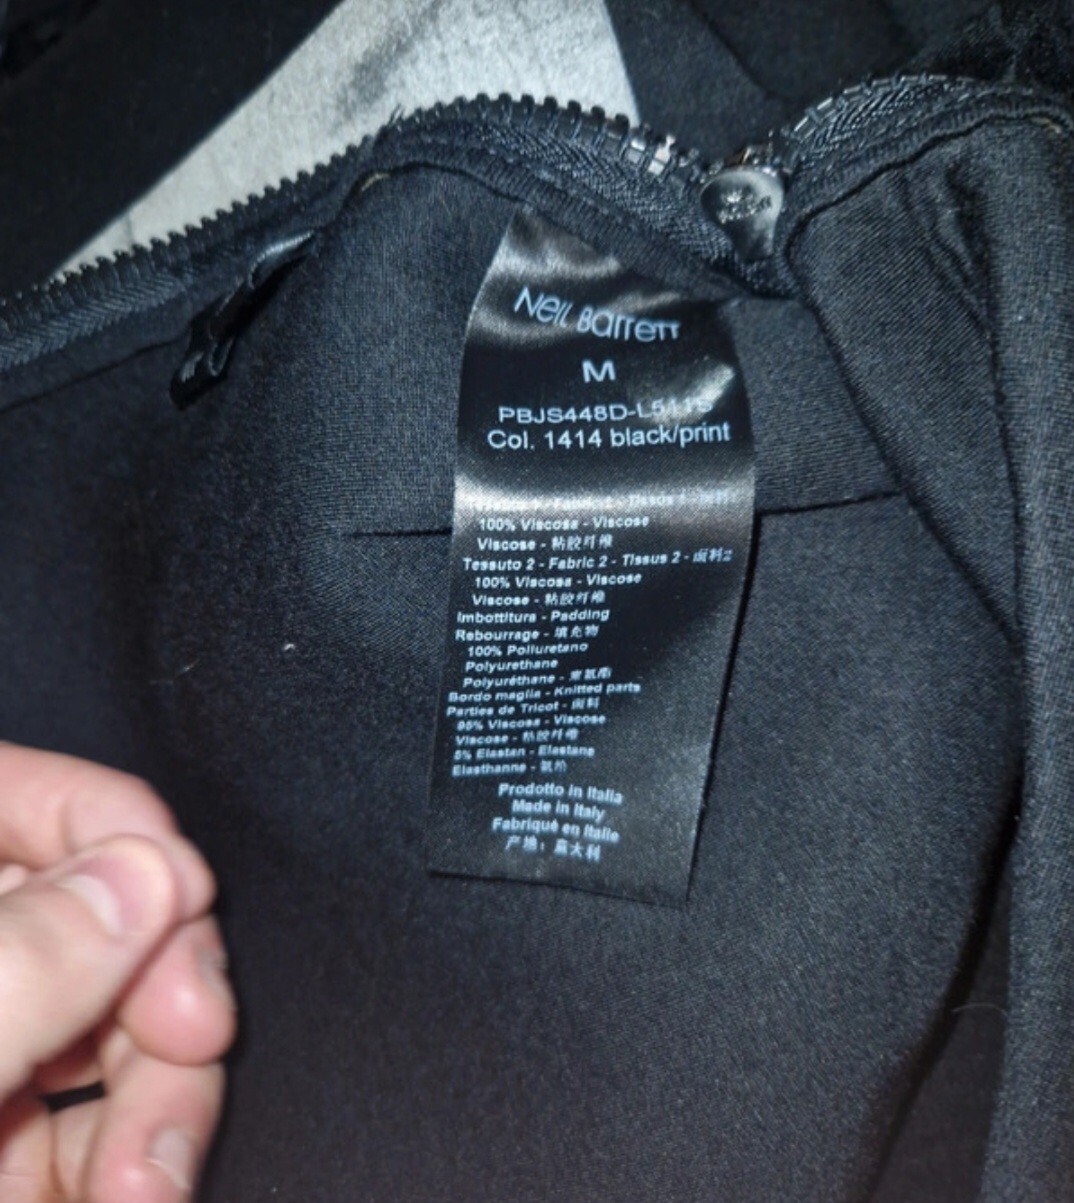 Neil Barrett
M
PBJS448D-L511S
Col. 1414 black/print
100% Viscosa - Viscose
Viscose - 粘胶纤维
Tessuto 2 - Fabric 2 - Tissus 2 - 面料2
100% Viscosa - Viscose
Viscose - 粘胶纤维
Imbottitura - Padding
Rebourrage - 填充物
100% Poliuretano
Polyurethane
Polyuréthane - 聚氨酯
Bordo maglia - Knitted parts
Parties de Tricot - 面料
95% Viscosa - Viscose
Viscose - 粘胶纤维
5% Elastan - Elastane
Elasthanne - 氨纶
Prodotto in Italia
Made in Italy
Fabriqué en Italie
产地：意大利